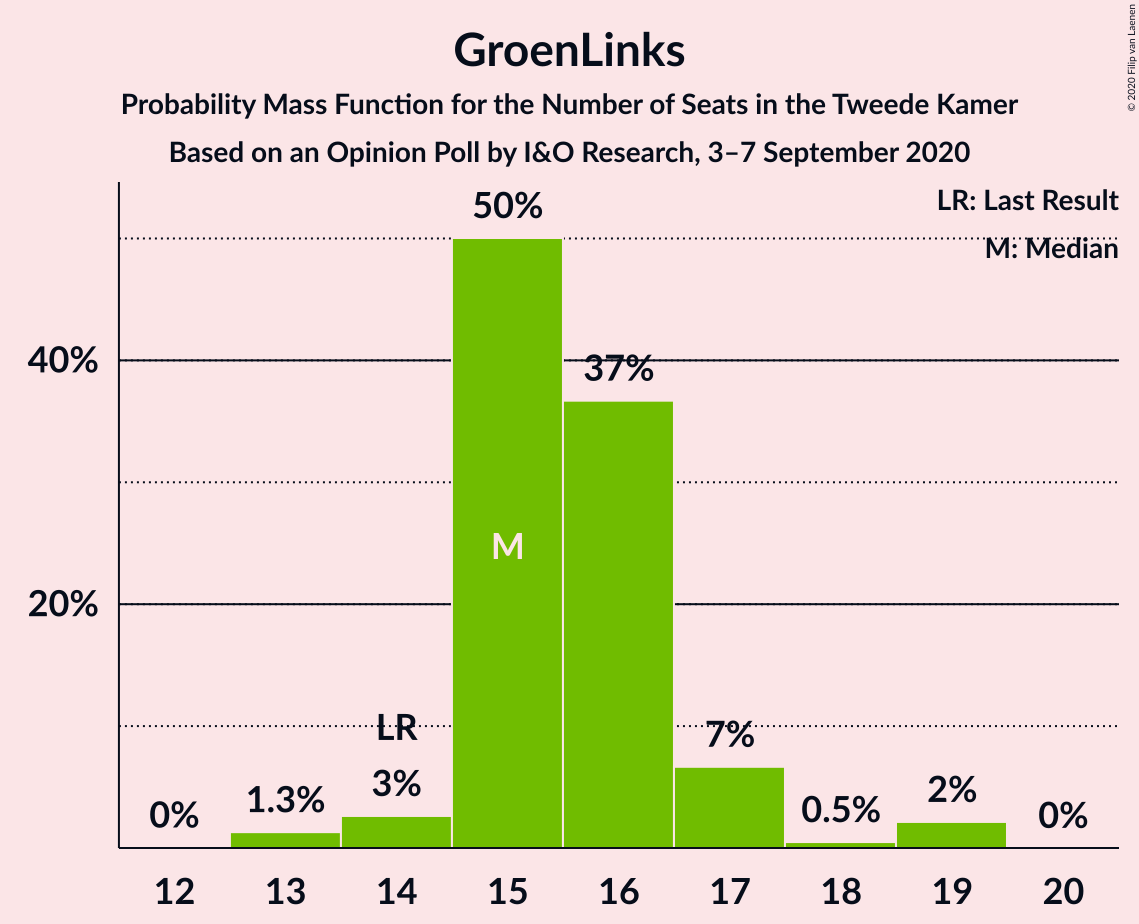 GroenLinks
Probability Mass Function for the Number of Seats in the Tweede Kamer
Based on an Opinion Poll by I&O Research, 3–7 September 2020
© 2020 Filip van Laenen
LR: Last Result
M: Median
50%
40%
37%
M
20%
LR
7%
3%
1.3%
0%
0.5%
2%
0%
12 13 14 15 16 17 18 19 20